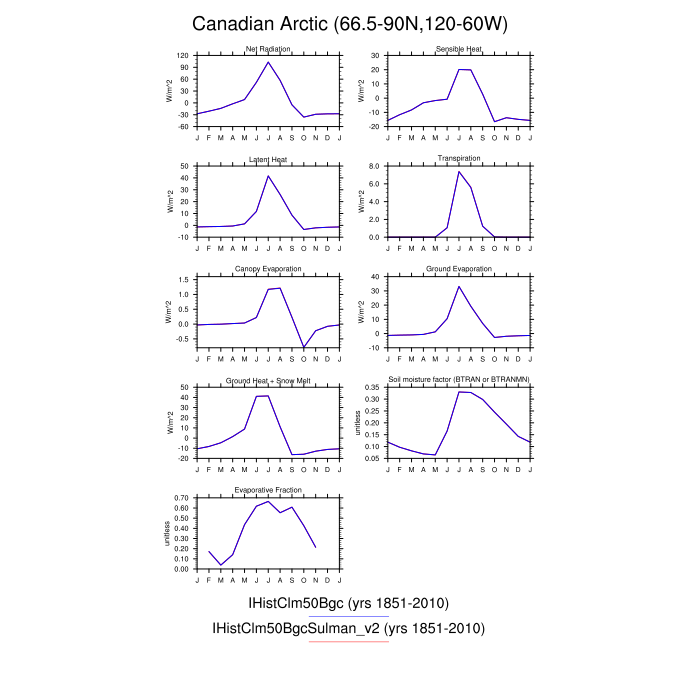 Canadian Arctic (66.5-90N,120-60W)
Net Radiation
W/m^2
120
90
60
30
0
-30
-60
J F M A M J J A S O N D J
Sensible Heat
W/m^2
30
20
10
0
-10
-20
J F M A M J J A S O N D J
Latent Heat
W/m^2
50
40
30
20
10
0
-10
J F M A M J J A S O N D J
Transpiration
W/m^2
8.0
6.0
4.0
2.0
0.0
J F M A M J J A S O N D J
Canopy Evaporation
W/m^2
1.5
1.0
0.5
0.0
-0.5
J F M A M J J A S O N D J
Ground Evaporation
W/m^2
40
30
20
10
0
-10
J F M A M J J A S O N D J
Ground Heat + Snow Melt
W/m^2
50
40
30
20
10
0
-10
-20
J F M A M J J A S O N D J
Soil moisture factor (BTRAN or BTRANMN)
unitless
0.35
0.30
0.25
0.20
0.15
0.10
0.05
J F M A M J J A S O N D J
Evaporative Fraction
unitless
0.70
0.60
0.50
0.40
0.30
0.20
0.10
0.00
J F M A M J J A S O N D J
IHistClm50Bgc (yrs 1851-2010)
IHistClm50BgcSulman_v2 (yrs 1851-2010)